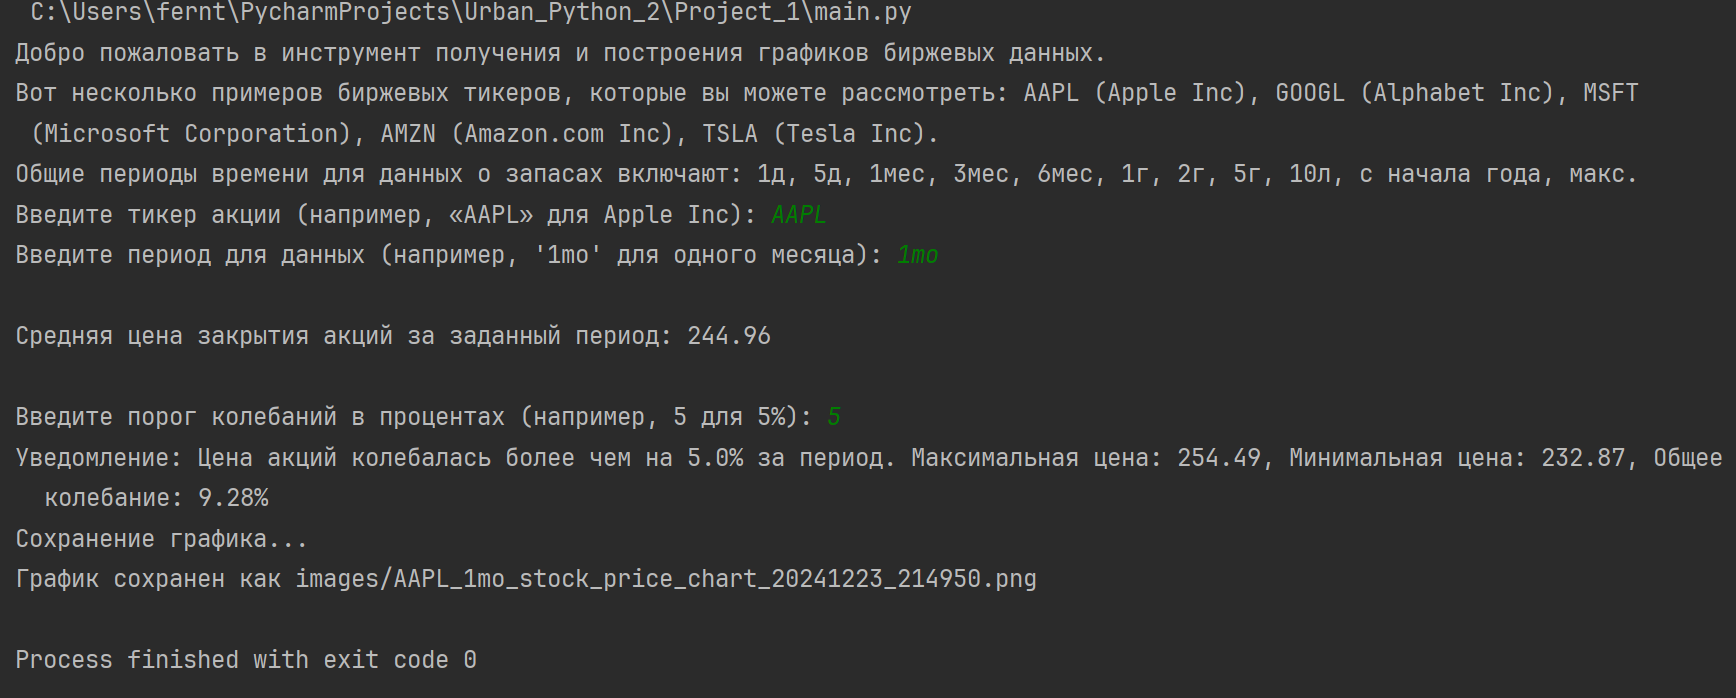 C:\Users\fernt\PycharmProjects\Urban_Python_2\Project_1\main.py
Добро пожаловать в инструмент получения и построения графиков биржевых данных.
Вот несколько примеров биржевых тикеров, которые вы можете рассмотреть: AAPL (Apple Inc), GOOGL (Alphabet Inc), MSFT
(Microsoft Corporation), AMZN (Amazon.com Inc), TSLA (Tesla Inc).
Общие периоды времени для данных о запасах включают: 1д, 5д, 1мес, 3мес, 6мес, 1г, 2г, 5г, 10л, с начала года, макс.
Введите тикер акции (например, «AAPL» для Apple Inc): AAPL
Введите период для данных (например, '1mo' для одного месяца): 1mo
Средняя цена закрытия акций за заданный период: 244.96
Введите порог колебаний в процентах (например, 5 для 5%): 5
Уведомление: Цена акций колебалась более чем на 5.0% за период. Максимальная цена: 254.49, Минимальная цена: 232.87, Общее
колебание: 9.28%
Сохранение графика...
График сохранен как images/AAPL_1mo_stock_price_chart_20241223_214950.png
Process finished with exit code 0